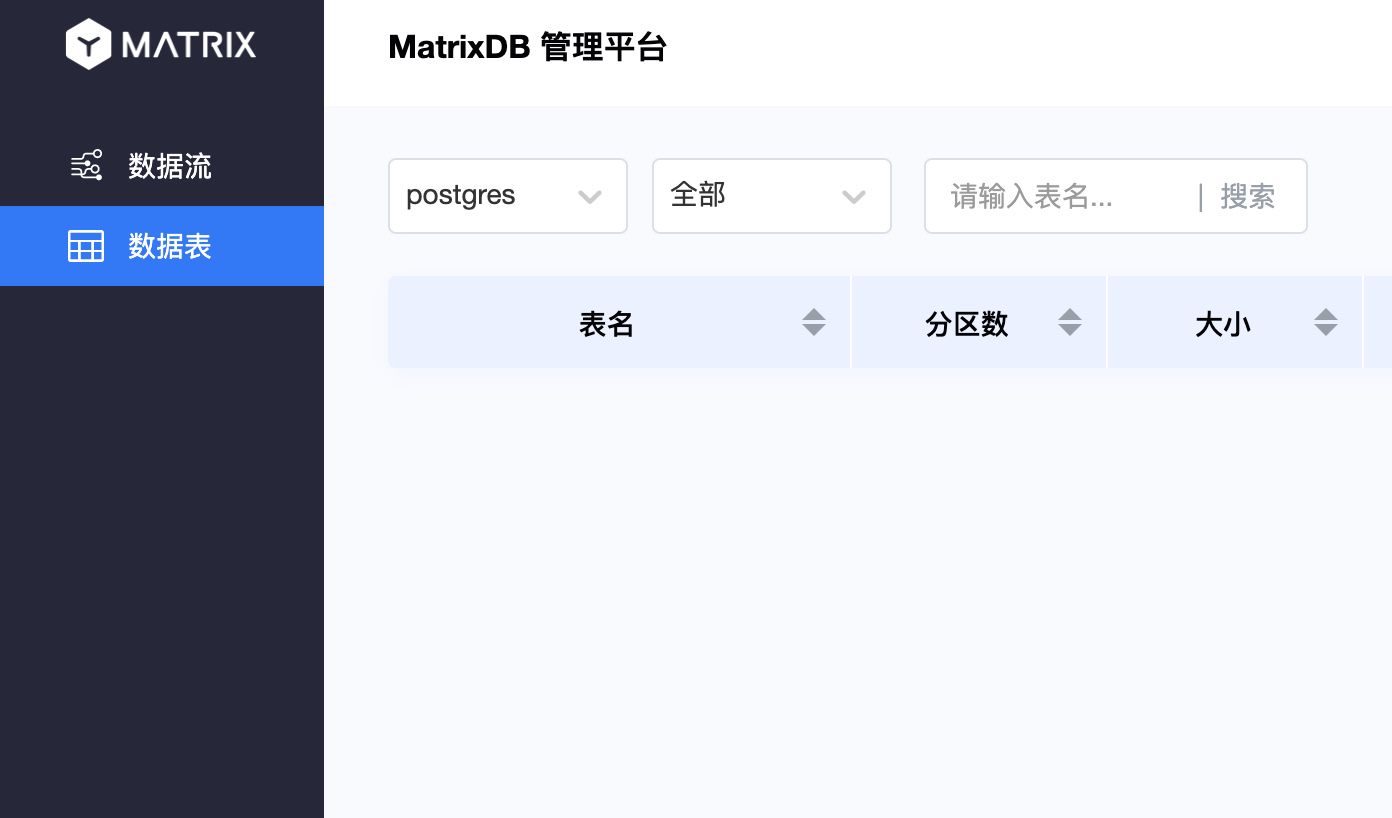 MATRIX
MatrixDB 管理平台
数据流
数据表
postgres
全部
请输入表名... | 搜索
表名
分区数
大小